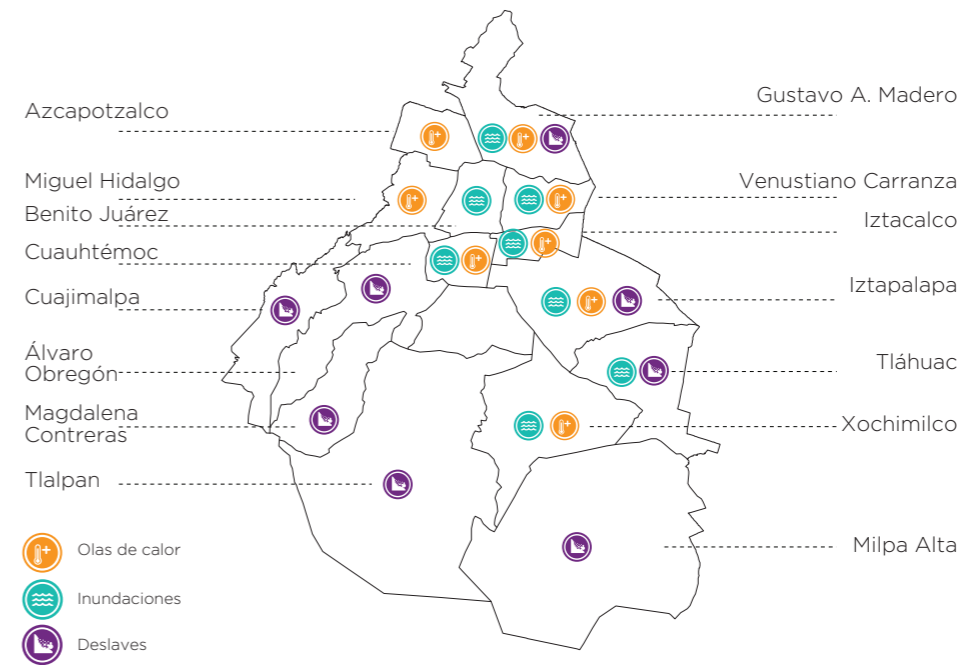 Azcapotzalco
Gustavo A. Madero
Miguel Hidalgo
Venustiano Carranza
Benito Juárez
Iztacalco
Cuauhtémoc
Cuajimalpa
Iztapalapa
Álvaro
Obregón
Tláhuac
Magdalena
Contreras
Xochimilco
Tlalpan
Milpa Alta
Olas de calor
Inundaciones
Deslaves